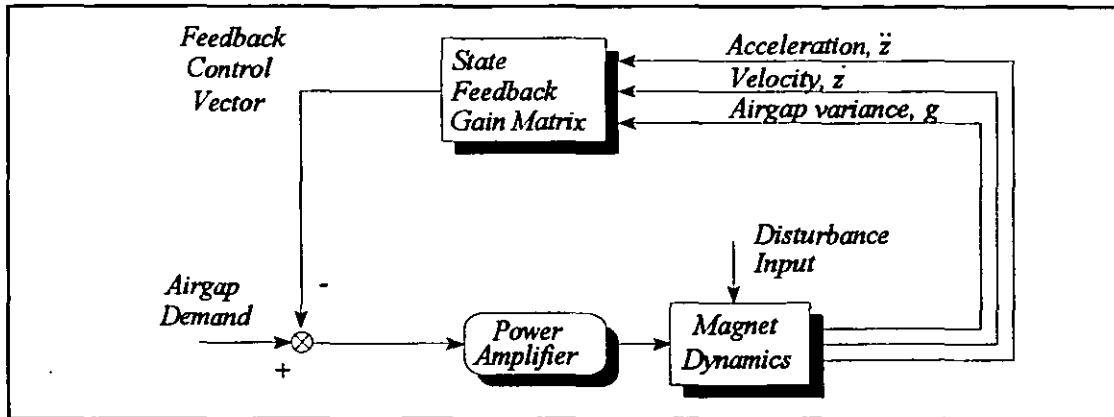 Feedback
Control
Vector
State
Feedback
Gain Matrix
Acceleration, z̈
Velocity, ż
Airgap variance, g
Disturbance
Input
Airgap
Demand
-
+
Power
Amplifier
Magnet
Dynamics